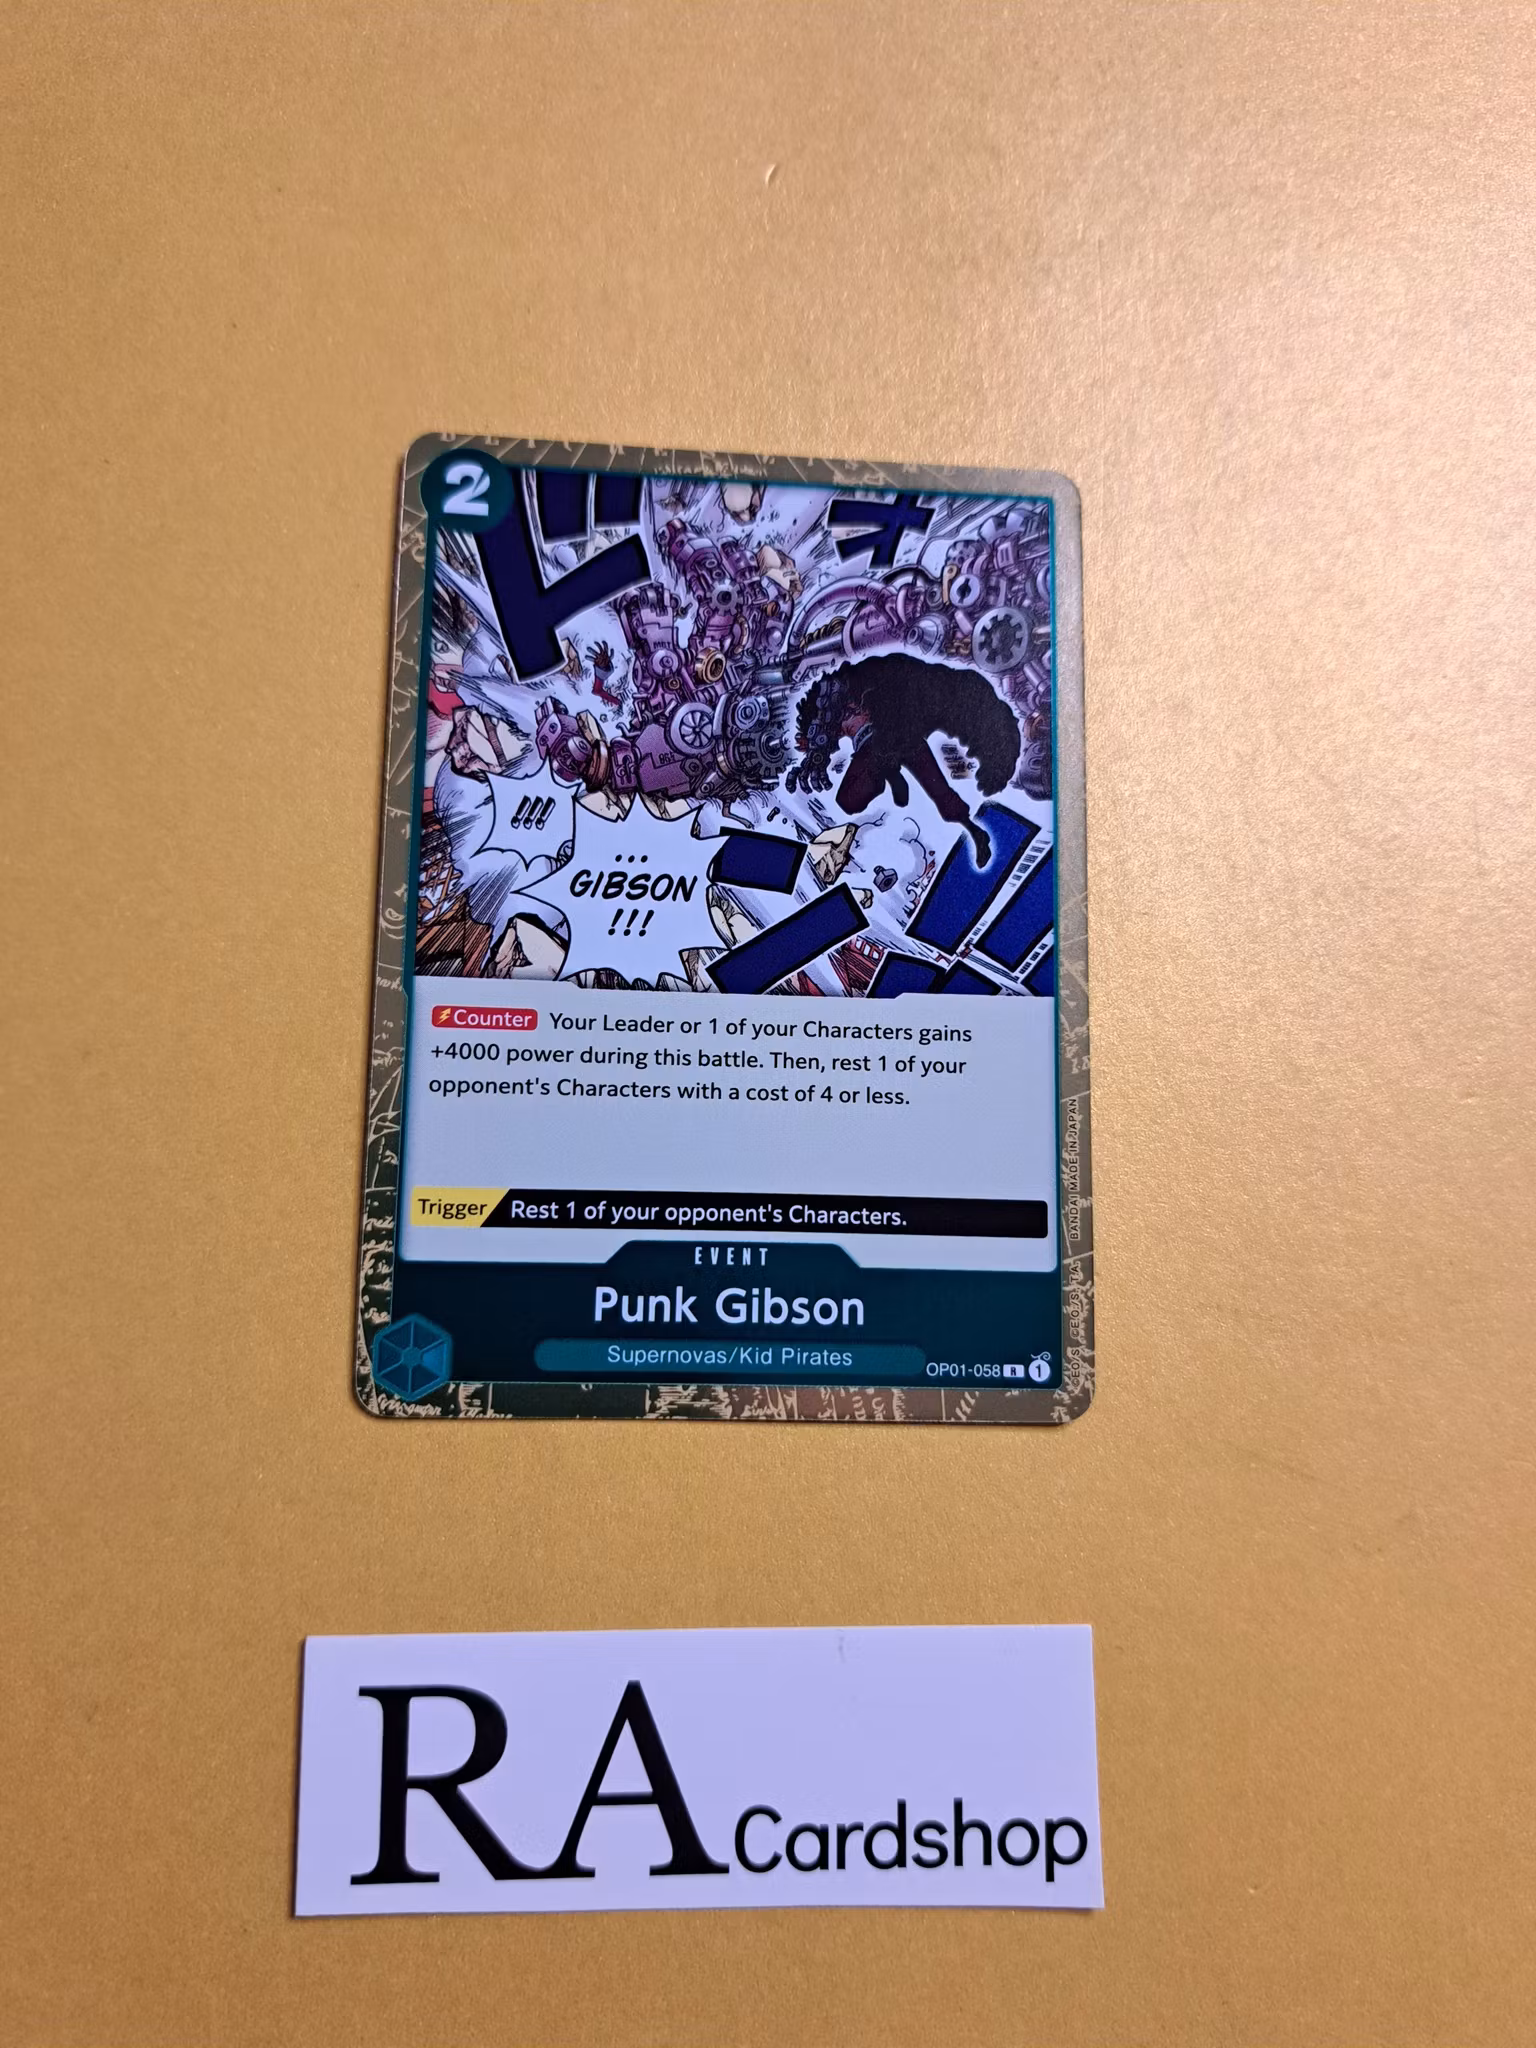 2
ド
!!!
...
GIBSON
!!!
Counter Your Leader or 1 of your Characters gains
+4000 power during this battle. Then, rest 1 of your
opponent's Characters with a cost of 4 or less.
Trigger Rest 1 of your opponent's Characters.
EVENT
Punk Gibson
Supernovas/Kid Pirates
OP01-058 R 1
BANDAI MADE IN JAPAN
RA Cardshop